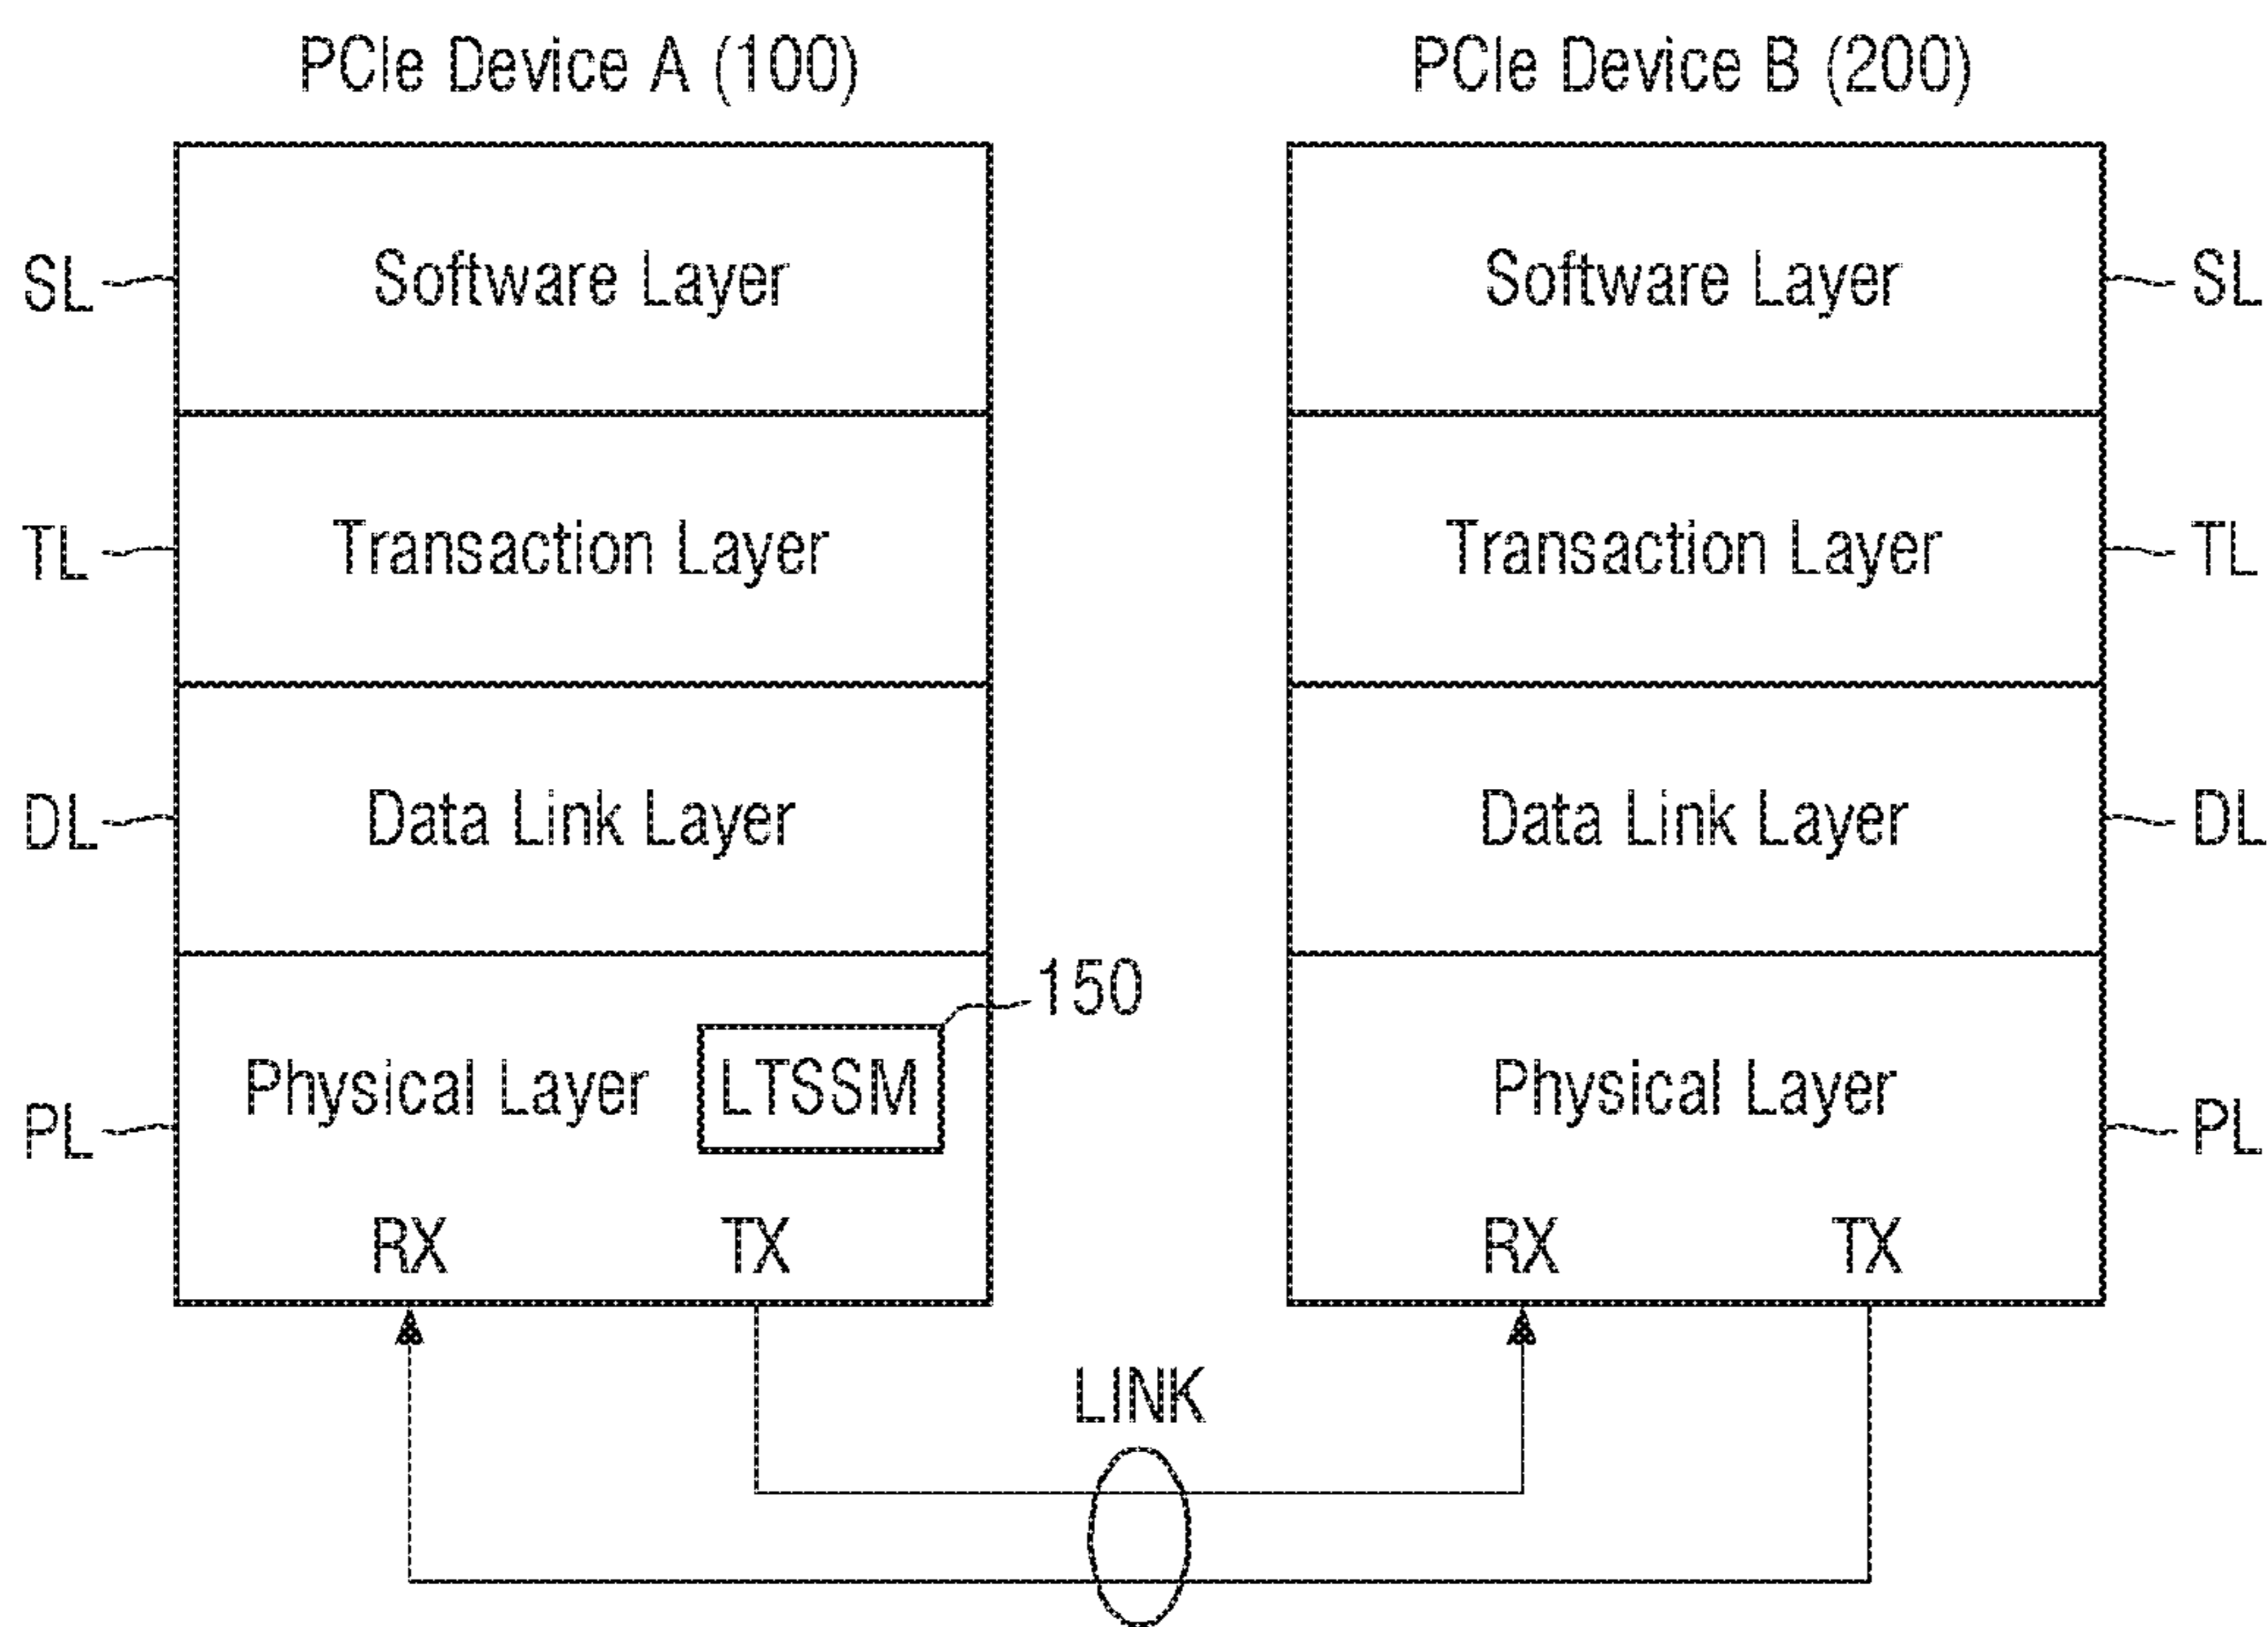 PCIe Device A (100)
PCIe Device B (200)
SL
Software Layer
Software Layer
SL
TL
Transaction Layer
Transaction Layer
TL
DL
Data Link Layer
Data Link Layer
DL
150
Physical Layer
LTSSM
Physical Layer
PL
PL
RX
TX
RX
TX
LINK